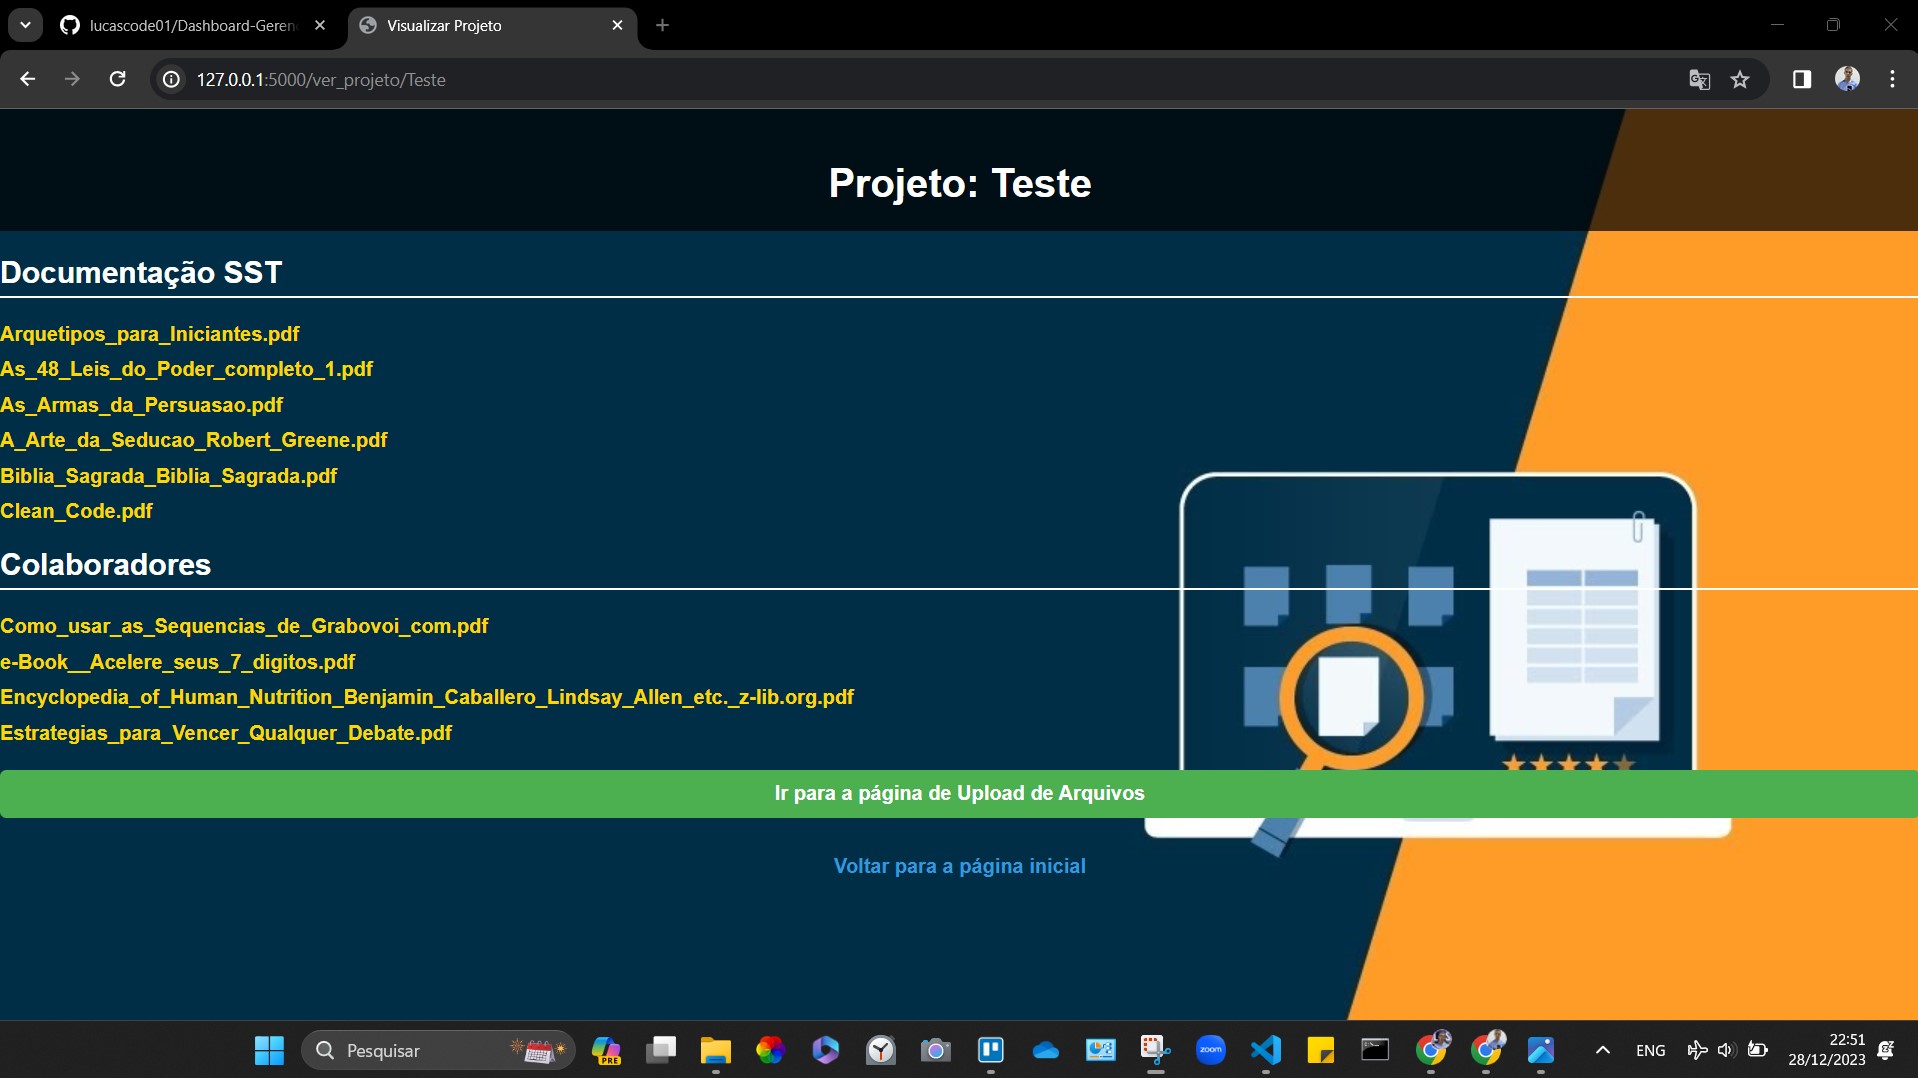 lucascode01/Dashboard-Geren
Visualizar Projeto
127.0.0.1:5000/ver_projeto/Teste
Projeto: Teste
Documentação SST
Arquetipos_para_Iniciantes.pdf
As_48_Leis_do_Poder_completo_1.pdf
As_Armas_da_Persuasao.pdf
A_Arte_da_Seducao_Robert_Greene.pdf
Biblia_Sagrada_Biblia_Sagrada.pdf
Clean_Code.pdf
Colaboradores
Como_usar_as_Sequencias_de_Grabovoi_com.pdf
e-Book__Acelere_seus_7_digitos.pdf
Encyclopedia_of_Human_Nutrition_Benjamin_Caballero_Lindsay_Allen_etc._z-lib.org.pdf
Estrategias_para_Vencer_Qualquer_Debate.pdf
Ir para a página de Upload de Arquivos
Voltar para a página inicial
Pesquisar
PRE
zoom
ENG
22:51
28/12/2023